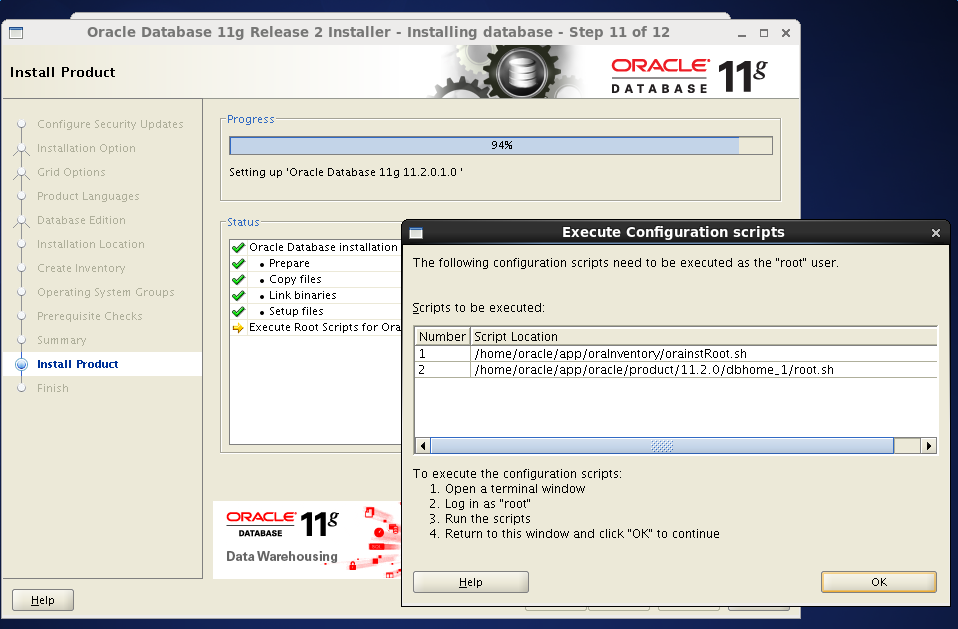 Oracle Database 11g Release 2 Installer - Installing database - Step 11 of 12
Install Product
ORACLE 11g
DATABASE
Configure Security Updates
Installation Option
Grid Options
Product Languages
Database Edition
Installation Location
Create Inventory
Operating System Groups
Prerequisite Checks
Summary
Install Product
Finish
Progress
94%
Setting up 'Oracle Database 11g 11.2.0.1.0 '
Status
Oracle Database installation
• Prepare
• Copy files
• Link binaries
• Setup files
Execute Root Scripts for Ora
ORACLE 11g
DATABASE
Data Warehousing
Help
Execute Configuration scripts
The following configuration scripts need to be executed as the "root" user.
Scripts to be executed:
Number Script Location
1 /home/oracle/app/oraInventory/orainstRoot.sh
2 /home/oracle/app/oracle/product/11.2.0/dbhome_1/root.sh
To execute the configuration scripts:
1. Open a terminal window
2. Log in as "root"
3. Run the scripts
4. Return to this window and click "OK" to continue
Help
OK